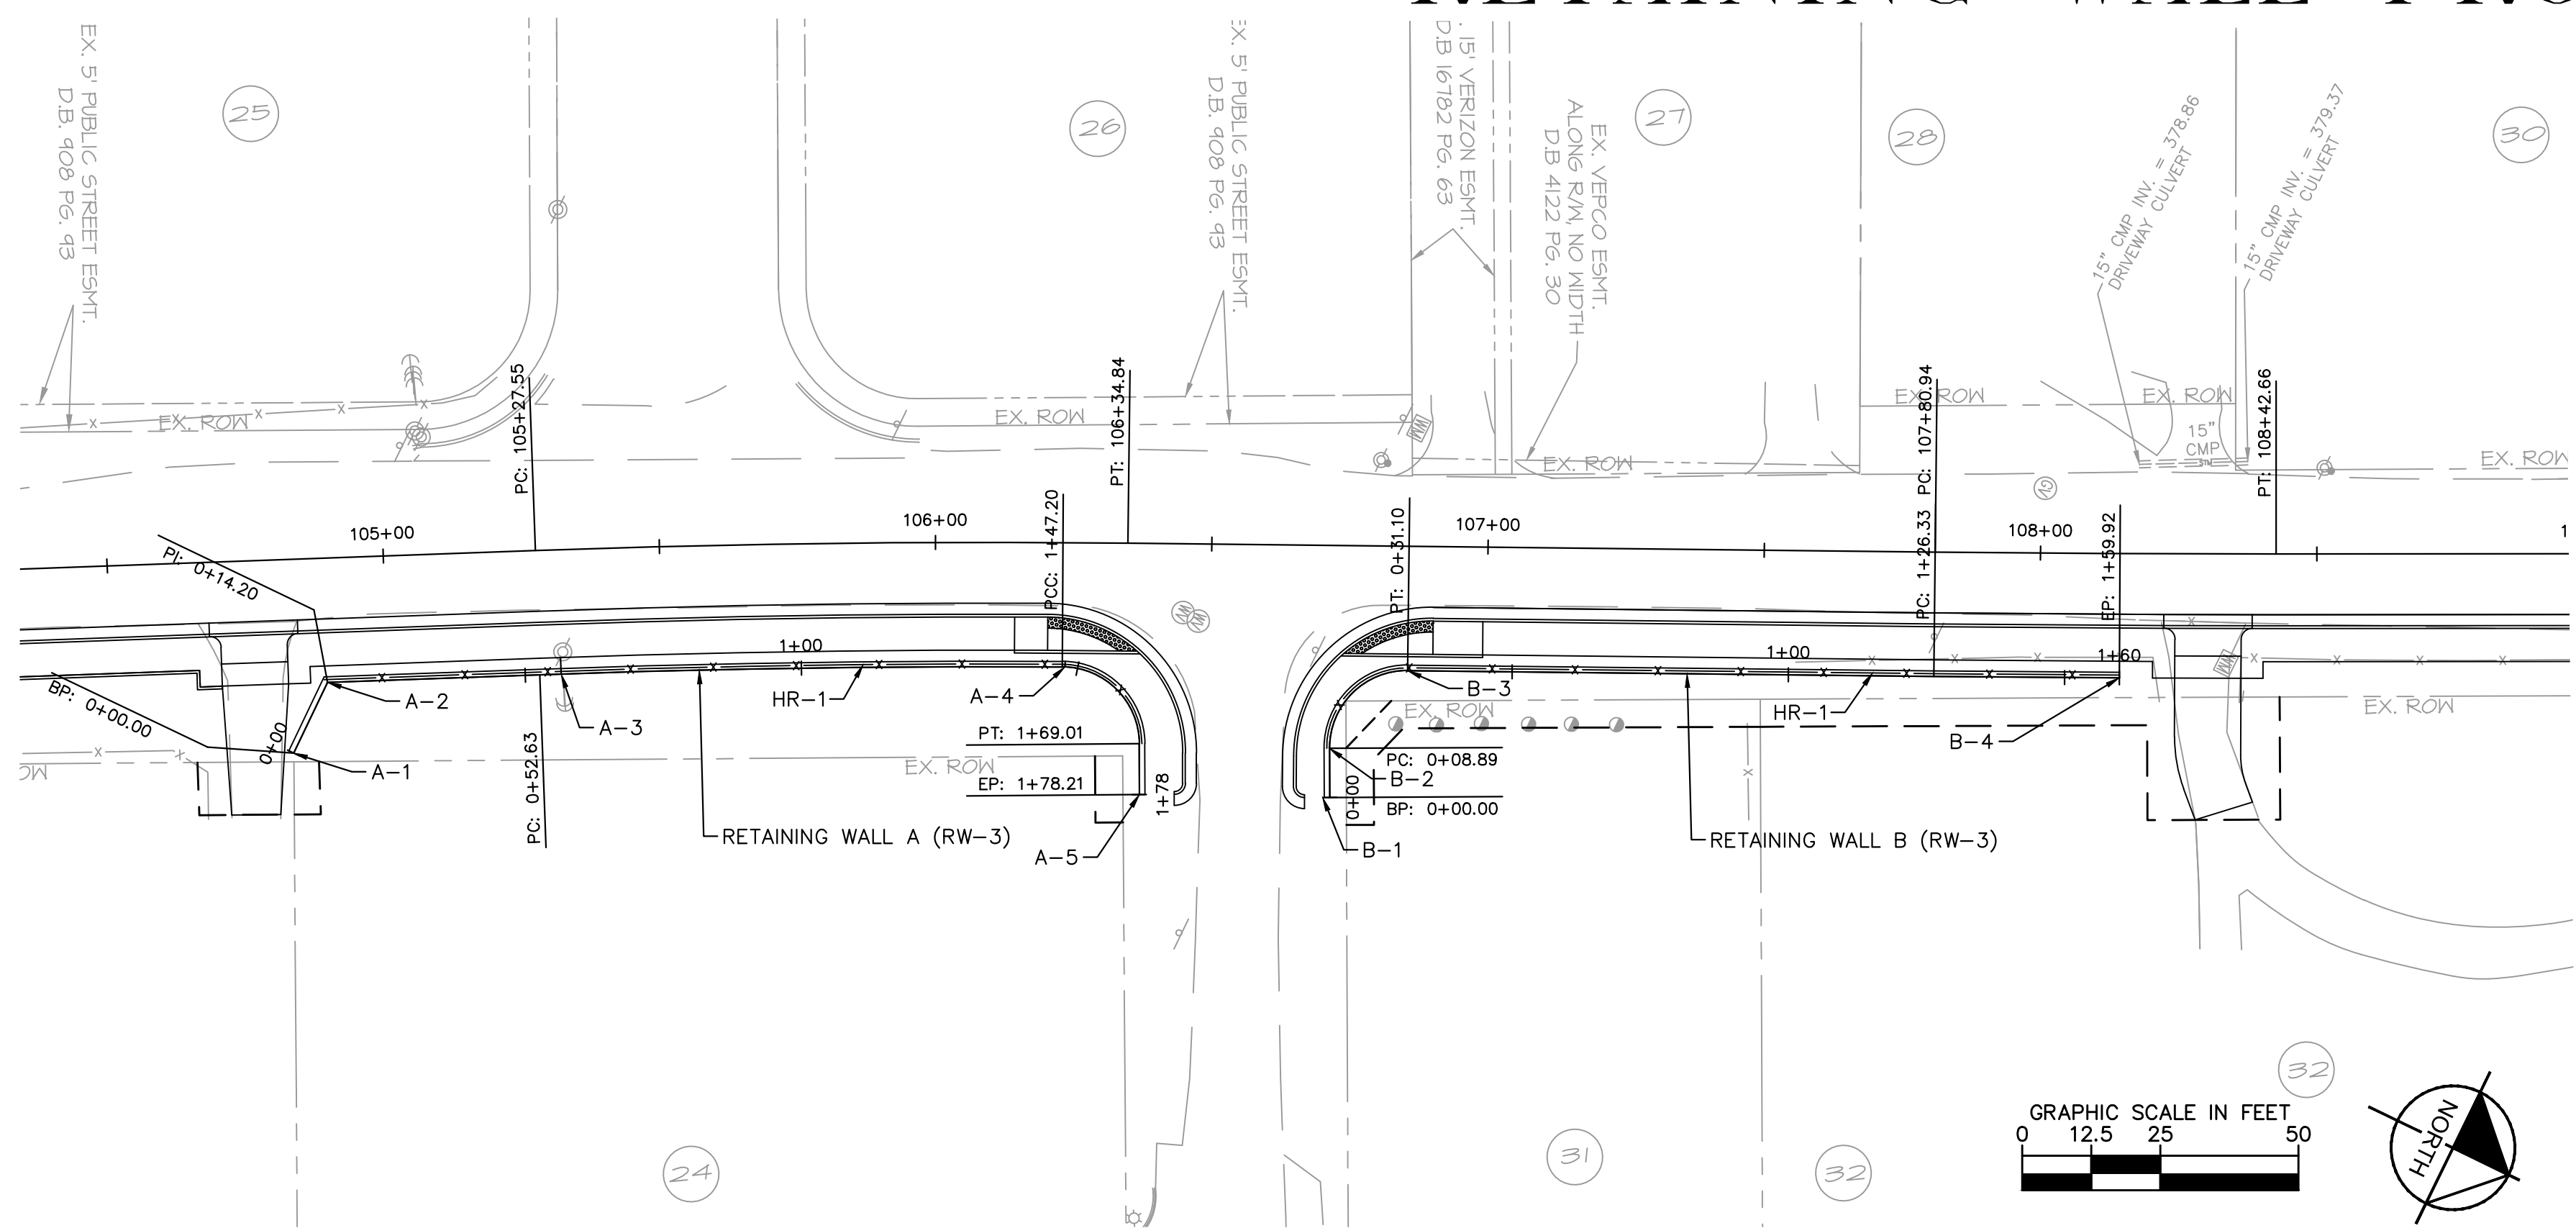 EX. 5' PUBLIC STREET ESMT.
D.B. 908 PG. 93
25
EX. 5' PUBLIC STREET ESMT.
D.B. 908 PG. 93
26
15' VERIZON ESMT.
D.B 16782 PG. 63
EX. VEPCO ESMT.
ALONG R/W, NO WIDTH
D.B 4122 PG. 30
27
28
15" CMP INV. = 378.86
DRIVEWAY CULVERT
15" CMP INV. = 379.37
DRIVEWAY CULVERT
30
EX. ROW
PC: 105+27.55
EX. ROW
PT: 106+34.84
WM
EX. ROW
EX. ROW
PC: 107+80.94
EX. ROW
15"
CMP
STM
PT: 108+42.66
EX. ROW
GV
105+00
106+00
107+00
108+00
1
PI: 0+14.20
PCC: 1+47.20
PT: 0+31.10
PC: 1+26.33
EP: 1+59.92
WV
WV
1+00
1+00
1+60
WM
BP: 0+00.00
0+00
A-1
A-2
A-3
HR-1
A-4
B-3
EX. ROW
HR-1
B-4
EX. ROW
PC: 0+52.63
EX. ROW
PT: 1+69.01
EP: 1+78.21
1+78
PC: 0+08.89
B-2
0+00
BP: 0+00.00
RETAINING WALL A (RW-3)
A-5
B-1
RETAINING WALL B (RW-3)
24
31
32
32
GRAPHIC SCALE IN FEET
0 12.5 25 50
NORTH